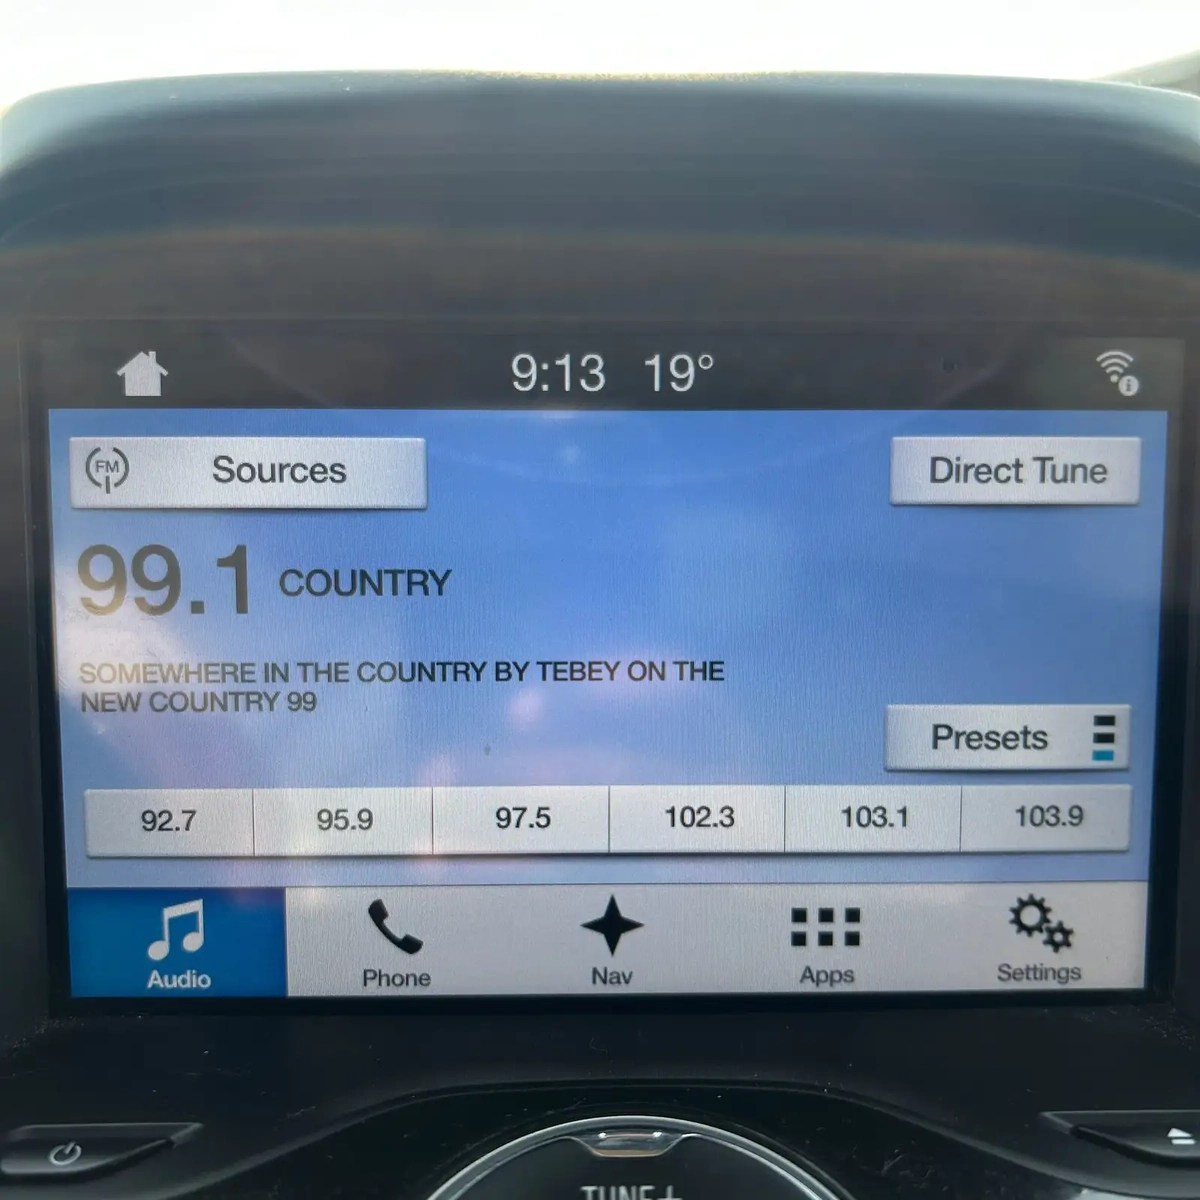 9:13 19°
FM Sources
Direct Tune
99.1 COUNTRY
SOMEWHERE IN THE COUNTRY BY TEBEY ON THE
NEW COUNTRY 99
Presets
92.7 95.9 97.5 102.3 103.1 103.9
Audio Phone Nav Apps Settings
TUNE+